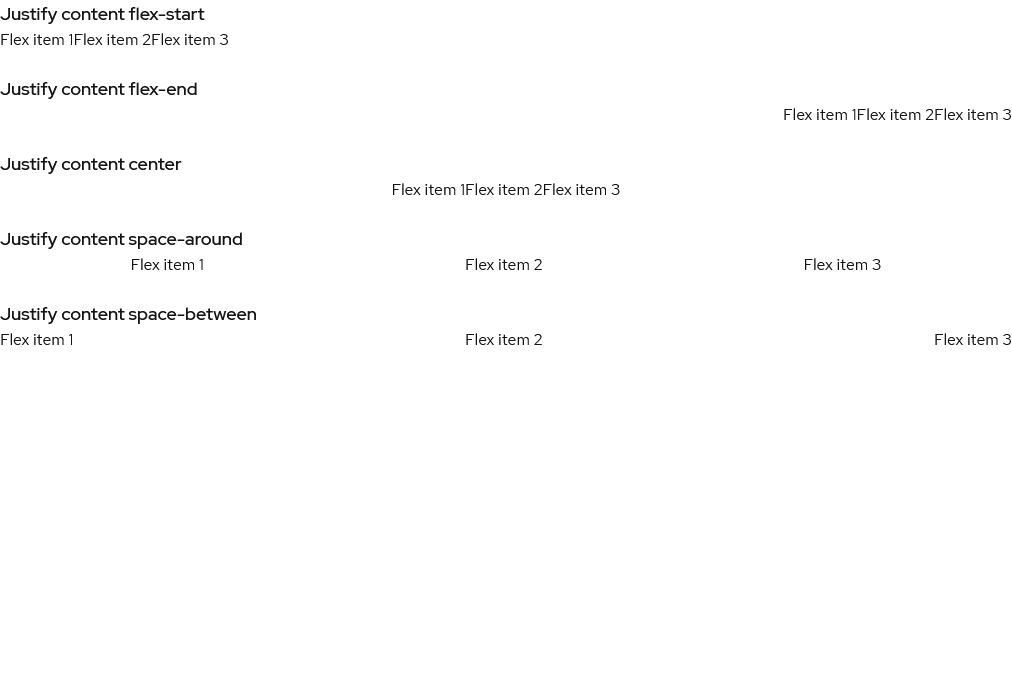 Justify content flex-start
Flex item 1Flex item 2Flex item 3
Justify content flex-end
Flex item 1Flex item 2Flex item 3
Justify content center
Flex item 1Flex item 2Flex item 3
Justify content space-around
Flex item 1 Flex item 2 Flex item 3
Justify content space-between
Flex item 1 Flex item 2 Flex item 3